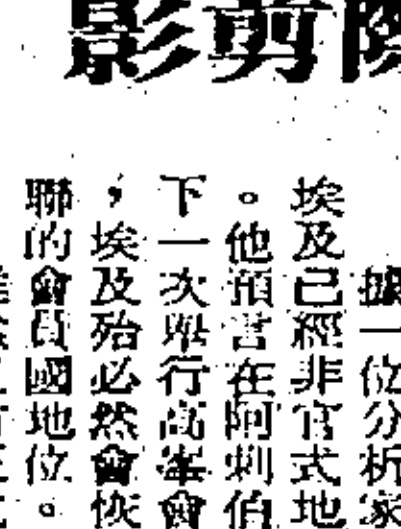 剪影
據一位分析家
埃及已經非官式地
。他預言在阿剌伯
下一次舉行高峯會
，埃及殆必然會恢
聯的會員國地位。